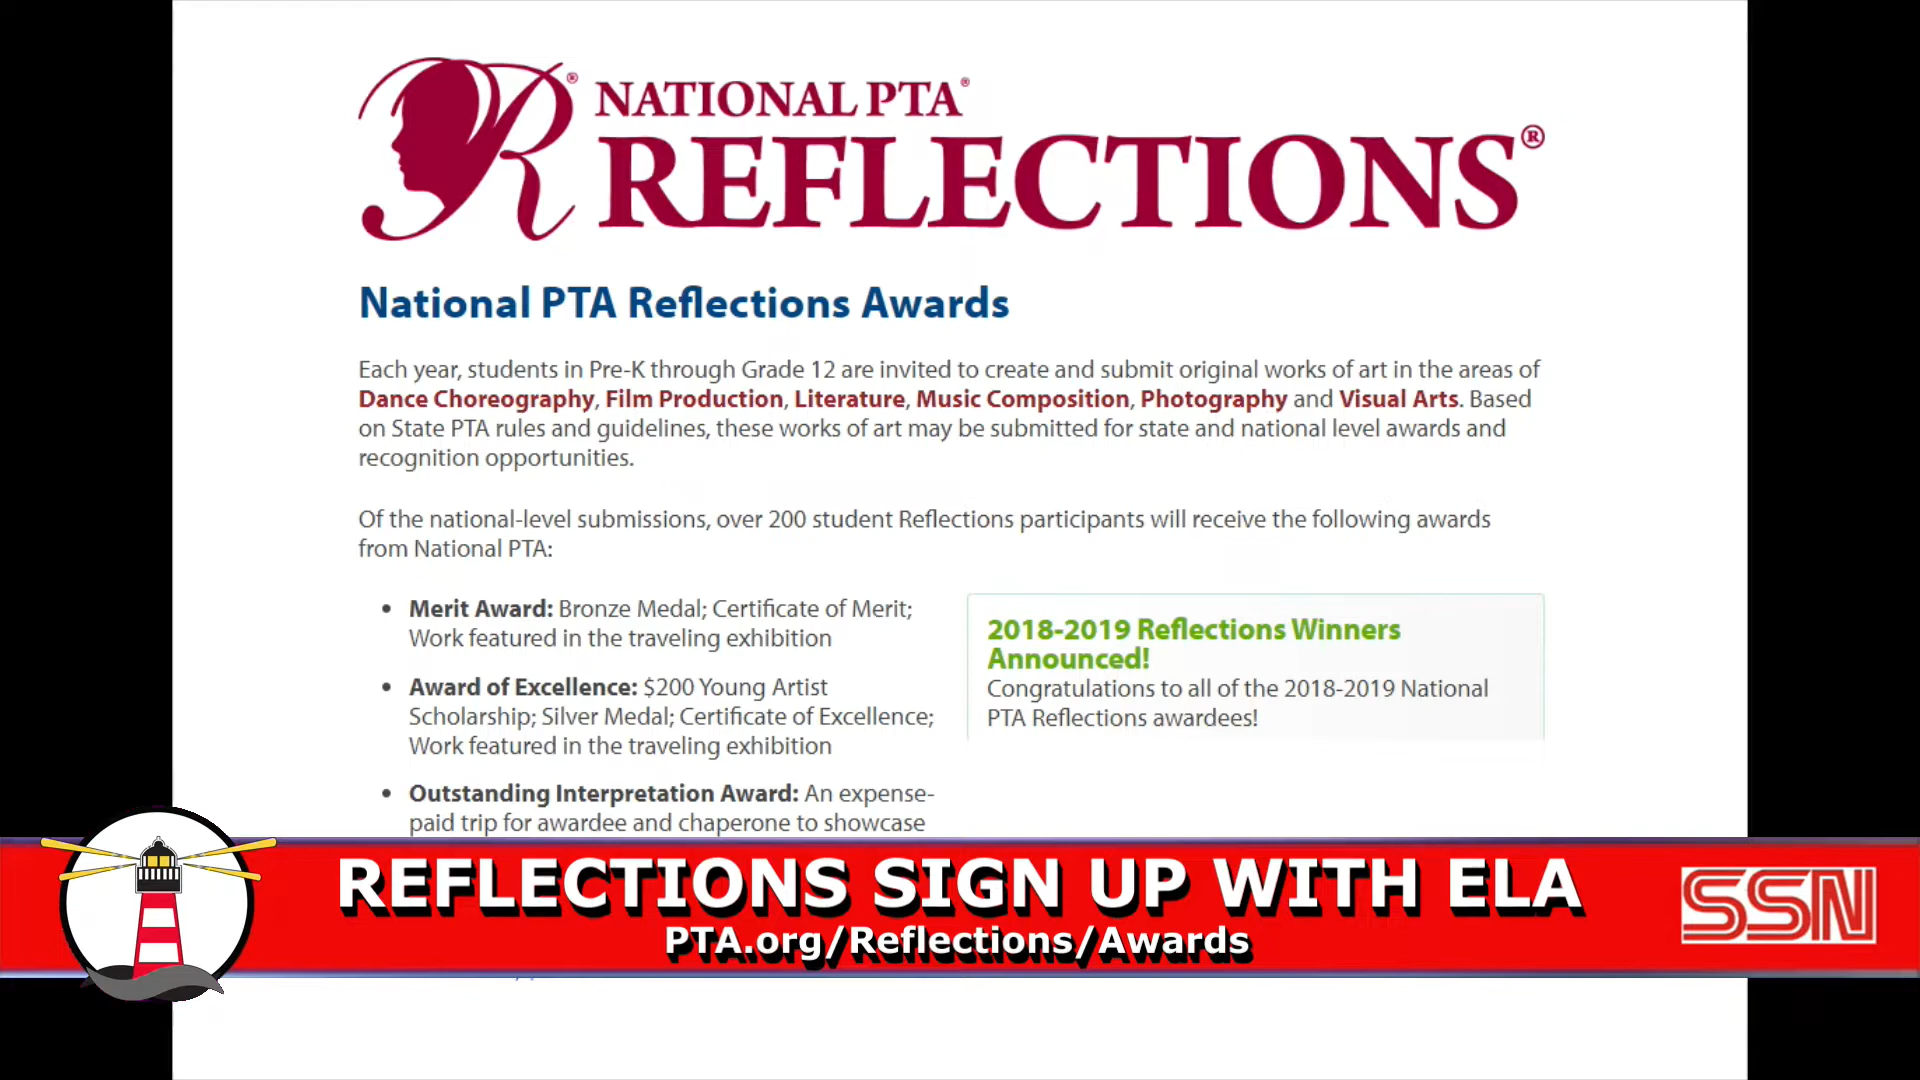 NATIONAL PTA®
REFLECTIONS®
National PTA Reflections Awards
Each year, students in Pre-K through Grade 12 are invited to create and submit original works of art in the areas of
Dance Choreography, Film Production, Literature, Music Composition, Photography and Visual Arts. Based
on State PTA rules and guidelines, these works of art may be submitted for state and national level awards and
recognition opportunities.
Of the national-level submissions, over 200 student Reflections participants will receive the following awards
from National PTA:
• Merit Award: Bronze Medal; Certificate of Merit;
Work featured in the traveling exhibition
• Award of Excellence: $200 Young Artist
Scholarship; Silver Medal; Certificate of Excellence;
Work featured in the traveling exhibition
• Outstanding Interpretation Award: An expense-
paid trip for awardee and chaperone to showcase
2018-2019 Reflections Winners
Announced!
Congratulations to all of the 2018-2019 National
PTA Reflections awardees!
REFLECTIONS SIGN UP WITH ELA
PTA.org/Reflections/Awards
SSN